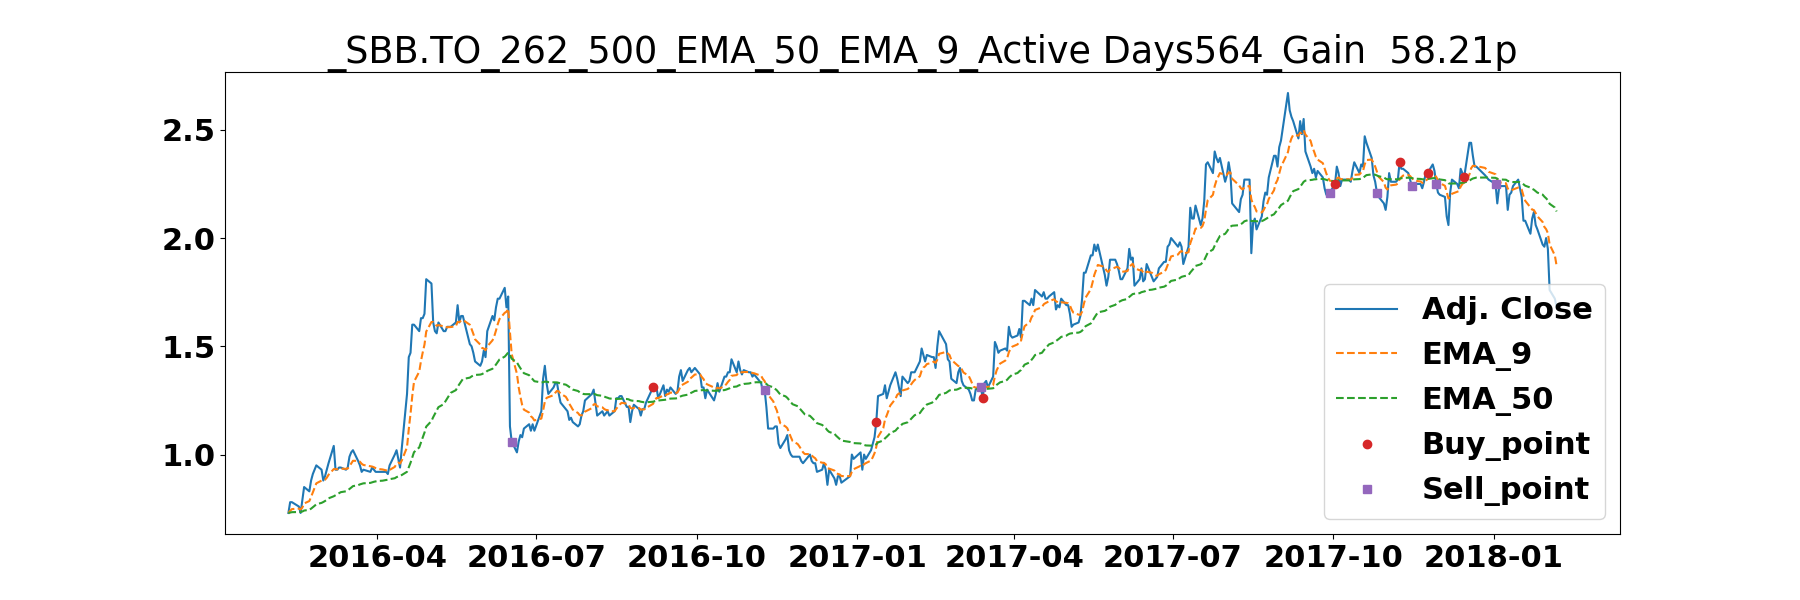 _SBB.TO_262_500_EMA_50_EMA_9_Active Days564_Gain  58.21p
2.5
2.0
1.5
1.0
2016-04 2016-07 2016-10 2017-01 2017-04 2017-07 2017-10 2018-01
Adj. Close
EMA_9
EMA_50
Buy_point
Sell_point